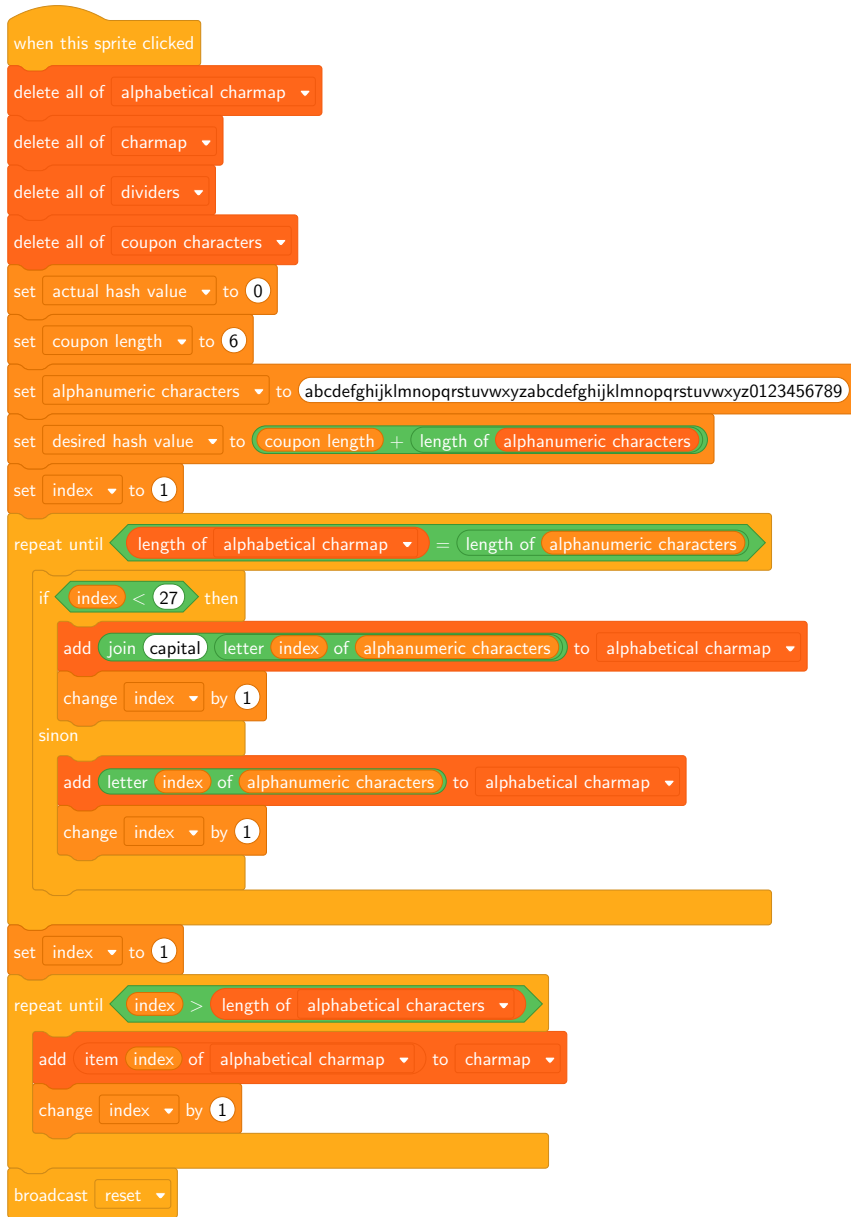 when this sprite clicked
delete all of alphabetical charmap
delete all of charmap
delete all of dividers
delete all of coupon characters
set actual hash value to 0
set coupon length to 6
set alphanumeric characters to abcdefghijklmnopqrstuvwxyzabcdefghijklmnopqrstuvwxyz0123456789
set desired hash value to coupon length + length of alphanumeric characters
set index to 1
repeat until length of alphabetical charmap = length of alphanumeric characters
if index < 27 then
add join capital letter index of alphanumeric characters to alphabetical charmap
change index by 1
sinon
add letter index of alphanumeric characters to alphabetical charmap
change index by 1
set index to 1
repeat until index > length of alphabetical characters
add item index of alphabetical charmap to charmap
change index by 1
broadcast reset